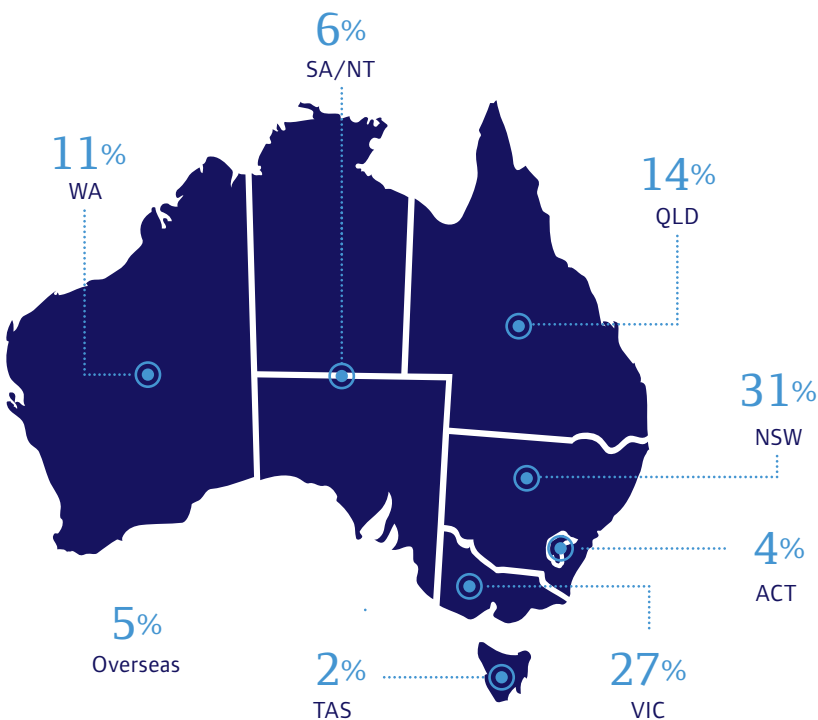 6%
SA/NT
11%
WA
14%
QLD
31%
NSW
4%
ACT
5%
Overseas
2%
TAS
27%
VIC